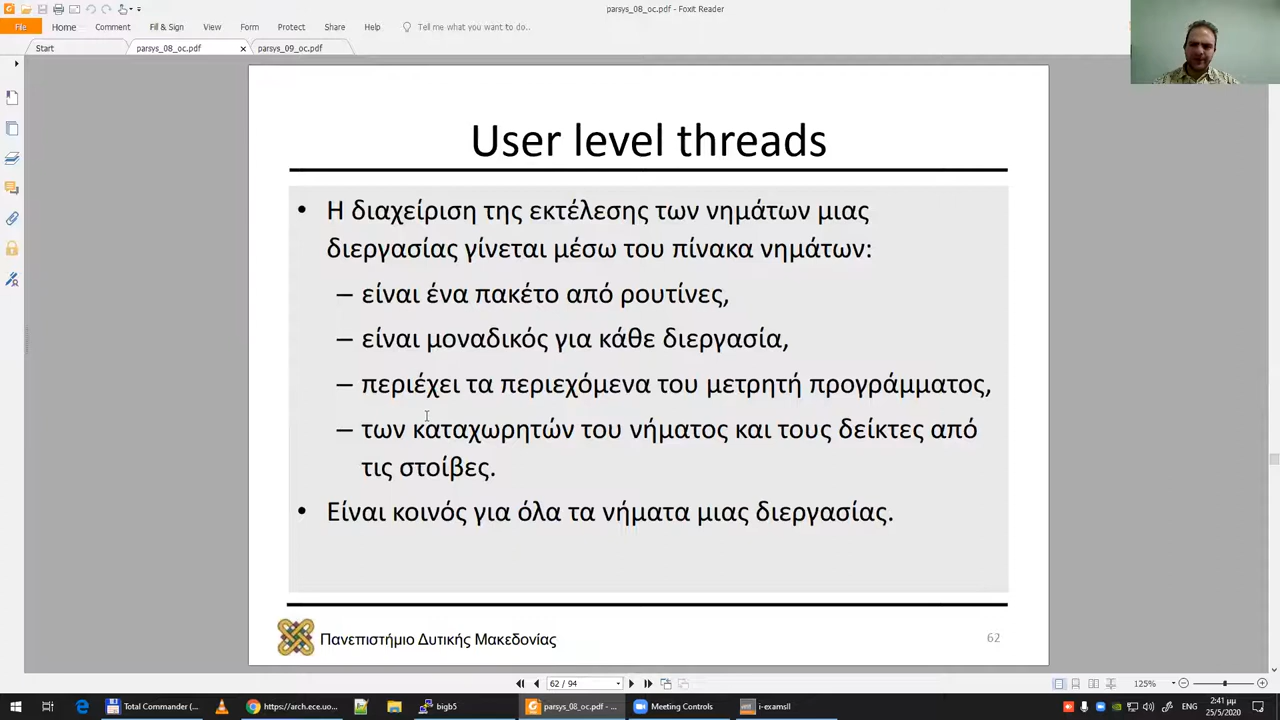 parsys_08_oc.pdf - Foxit Reader
File Home Comment Fill & Sign View Form Protect Share Help Tell me what you want to do..
Start parsys_08_oc.pdf parsys_09_oc.pdf
User level threads
• Η διαχείριση της εκτέλεσης των νημάτων μιας
διεργασίας γίνεται μέσω του πίνακα νημάτων:
– είναι ένα πακέτο από ρουτίνες,
– είναι μοναδικός για κάθε διεργασία,
– περιέχει τα περιεχόμενα του μετρητή προγράμματος,
– των καταχωρητών του νήματος και τους δείκτες από
τις στοίβες.
• Είναι κοινός για όλα τα νήματα μιας διεργασίας.
Πανεπιστήμιο Δυτικής Μακεδονίας
62
62 / 94
125%
Total Commander (... https://arch.ece.uo... bigb5 parsys_08_oc.pdf - ... Meeting Controls i-examsll
ENG
2:41 μμ
25/5/2020